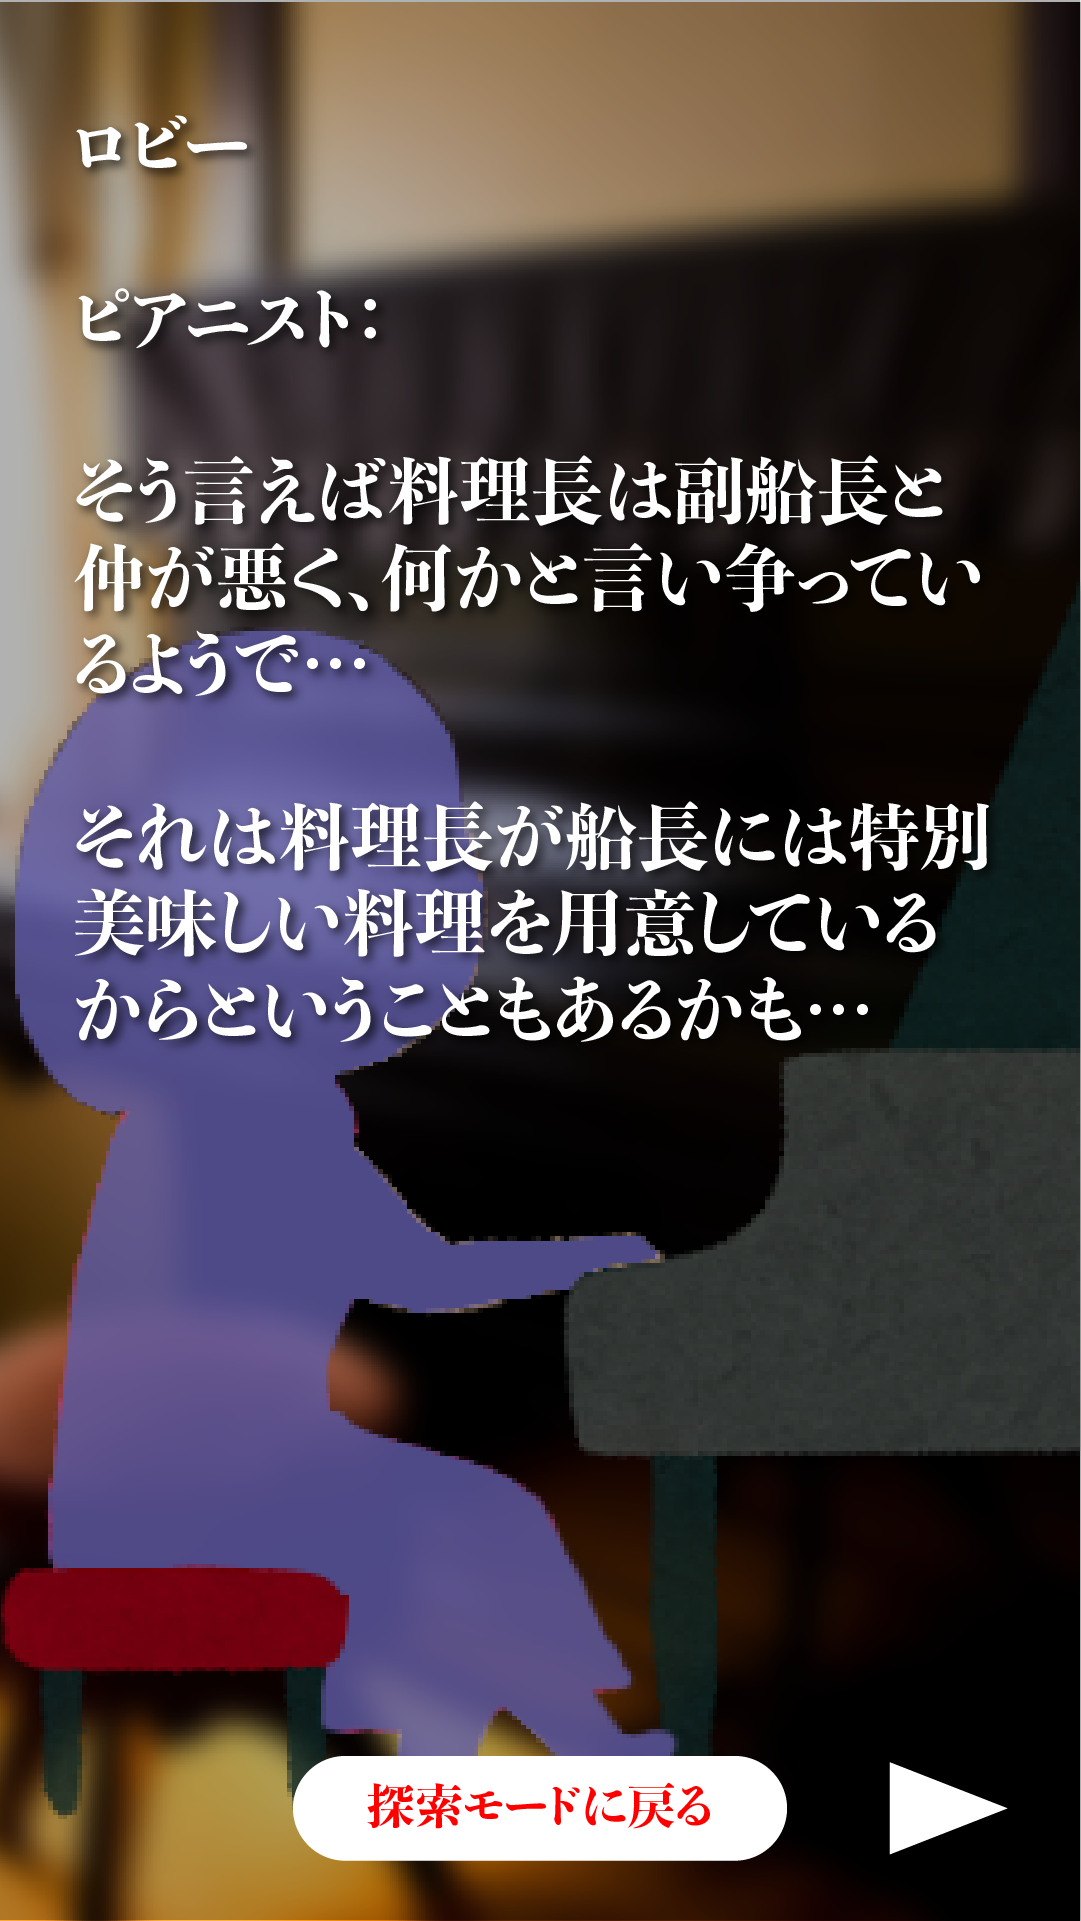 ロビー
ピアニスト:
そう言えば料理長は副船長と
仲が悪く、何かと言い争ってい
るようで…
それは料理長が船長には特別
美味しい料理を用意している
からということもあるかも…
探索モードに戻る